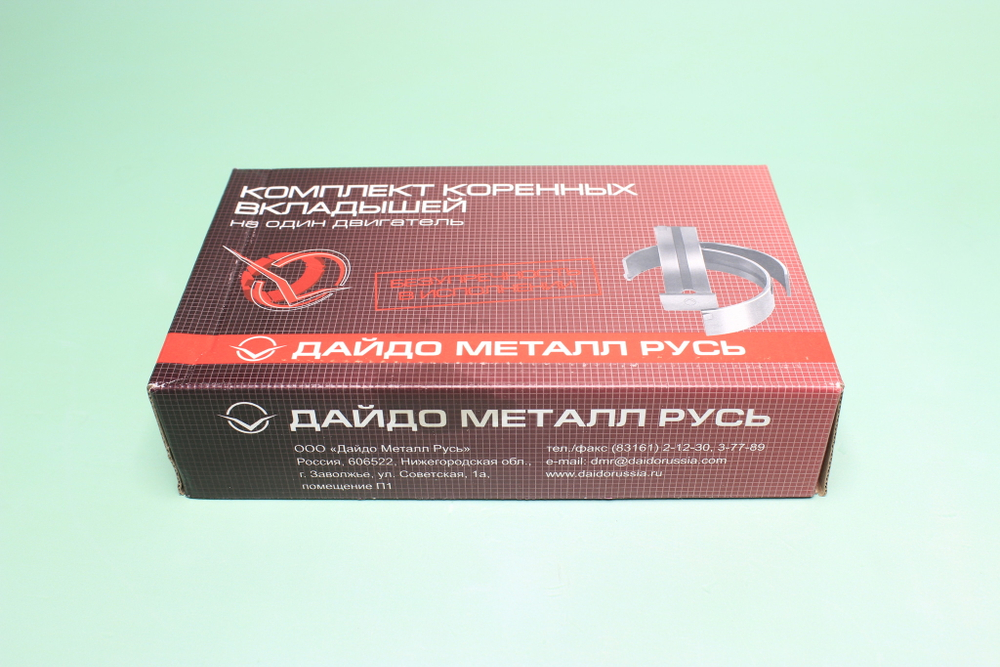 КОМПЛЕКТ КОРЕННЫХ
ВКЛАДЫШЕЙ
на один двигатель
ДАЙДО МЕТАЛЛ РУСЬ
ДАЙДО МЕТАЛЛ РУСЬ
ООО «Дайдо Металл Русь»
Россия, 606522, Нижегородская обл.,
г. Заволжье, ул. Советская, 1а,
помещение П1
тел./факс (83161) 2-12-30, 3-77-89
e-mail: dmr@daidorussia.com
www.daidorussia.ru